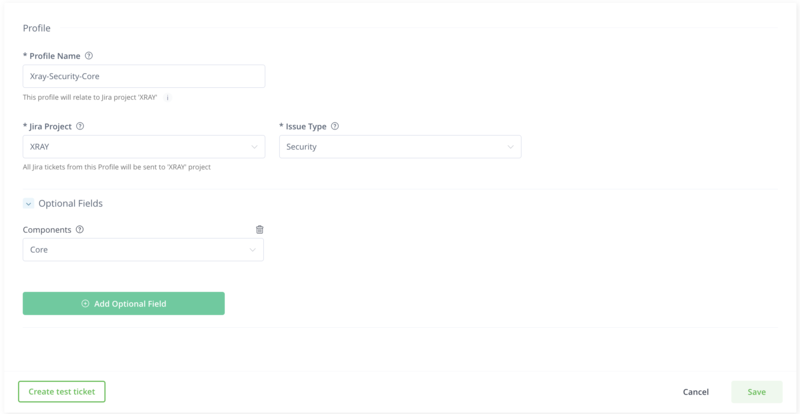 Profile
* Profile Name
Xray-Security-Core
This profile will relate to Jira project 'XRAY'
* Jira Project * Issue Type
XRAY Security
All Jira tickets from this Profile will be sent to 'XRAY' project
Optional Fields
Components
Core
Add Optional Field
Create test ticket Cancel Save